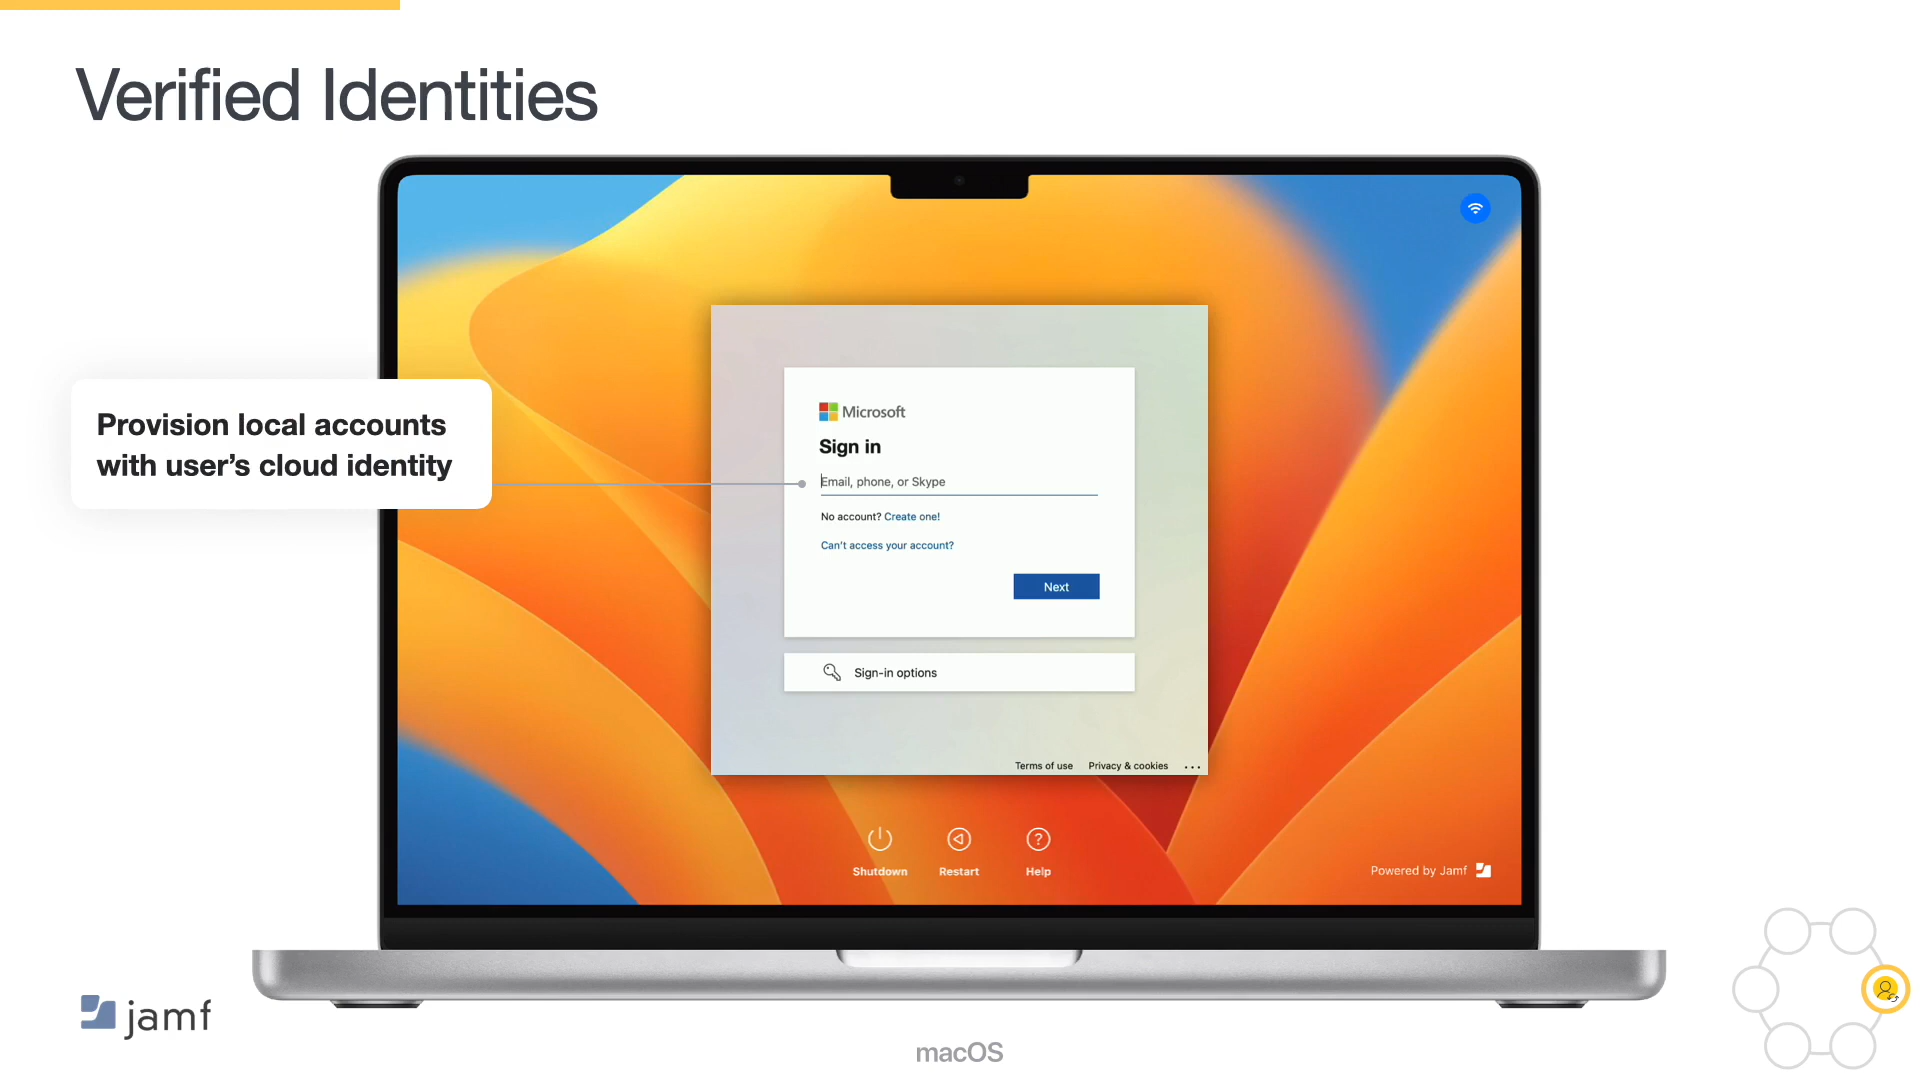 Verified Identities
Provision local accounts
with user’s cloud identity
Microsoft
Sign in
Email, phone, or Skype
No account? Create one!
Can't access your account?
Next
Sign-in options
Terms of use Privacy & cookies ...
Shutdown Restart Help
Powered by Jamf
jamf
macOS